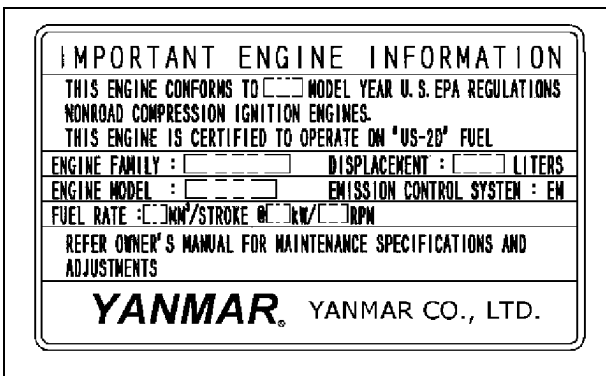 IMPORTANT ENGINE INFORMATION
THIS ENGINE CONFORMS TO MODEL YEAR U.S. EPA REGULATIONS
NONROAD COMPRESSION IGNITION ENGINES.
THIS ENGINE IS CERTIFIED TO OPERATE ON "US-2D" FUEL
ENGINE FAMILY : DISPLACEMENT : LITERS
ENGINE MODEL : EMISSION CONTROL SYSTEM : EM
FUEL RATE : MM³/STROKE @ kW/ RPM
REFER OWNER'S MANUAL FOR MAINTENANCE SPECIFICATIONS AND
ADJUSTMENTS
YANMAR® YANMAR CO., LTD.